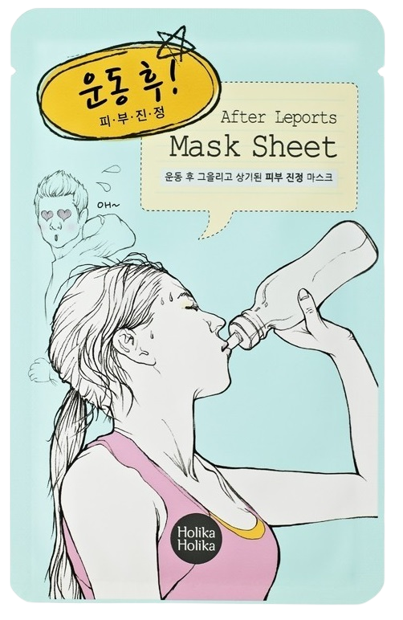 운동 후!
피·부·진·정
After Leports
Mask Sheet
운동 후 그을리고 상기된 피부 진정 마스크
OH~
Holika
Holika